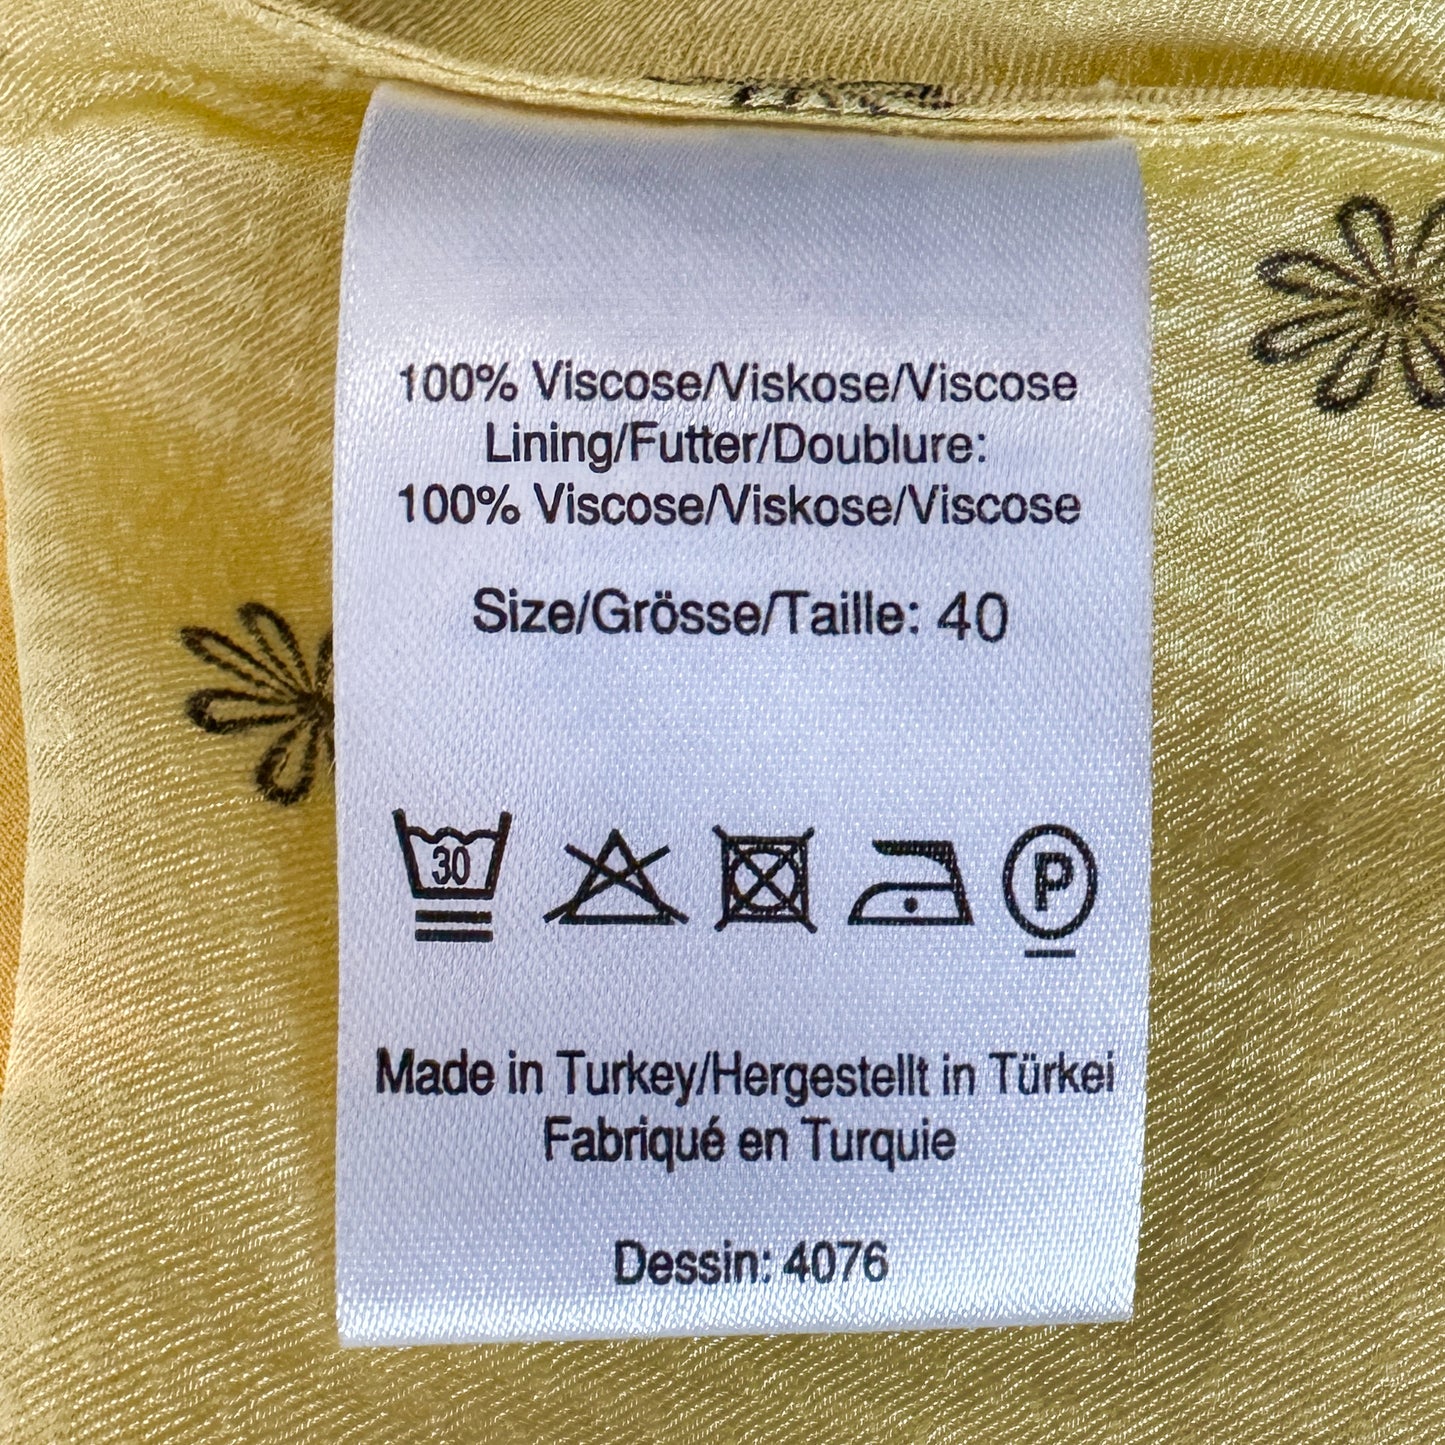 100% Viscose/Viskose/Viscose
Lining/Futter/Doublure:
100% Viscose/Viskose/Viscose
Size/Grösse/Taille: 40
30
P
Made in Turkey/Hergestellt in Türkei
Fabriqué en Turquie
Dessin: 4076